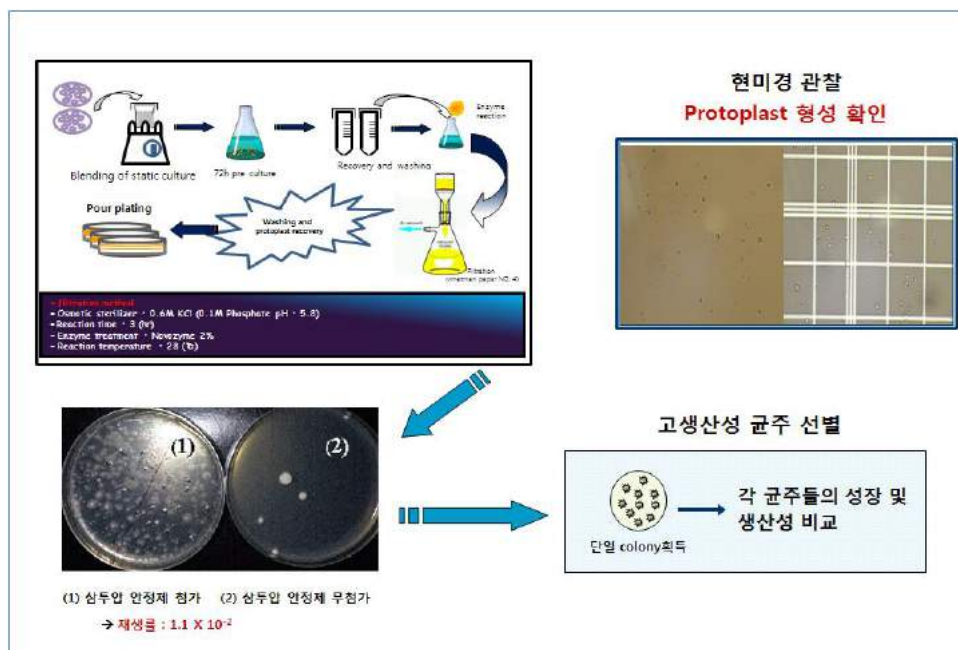 Enzyme
reaction
Blending of static culture
72h pre-culture
Recovery and washing
Pour plating
Washing and
protoplast recovery
Filtration
(whatman paper NO. 4)
- Filtration method
- Osmotic sterilizer · 0.6M KCl (0.1M Phosphate pH · 5.8)
- Reaction time · 3 (hr)
- Enzyme treatment · Novozyme 2%
- Reaction temperature · 28 (℃)
현미경 관찰
Protoplast 형성 확인
(1)
(2)
(1) 삼투압 안정제 첨가 (2) 삼투압 안정제 무첨가
→ 재생률 : 1.1 X 10⁻²
고생산성 균주 선별
단일 colony획득
각 균주들의 성장 및
생산성 비교